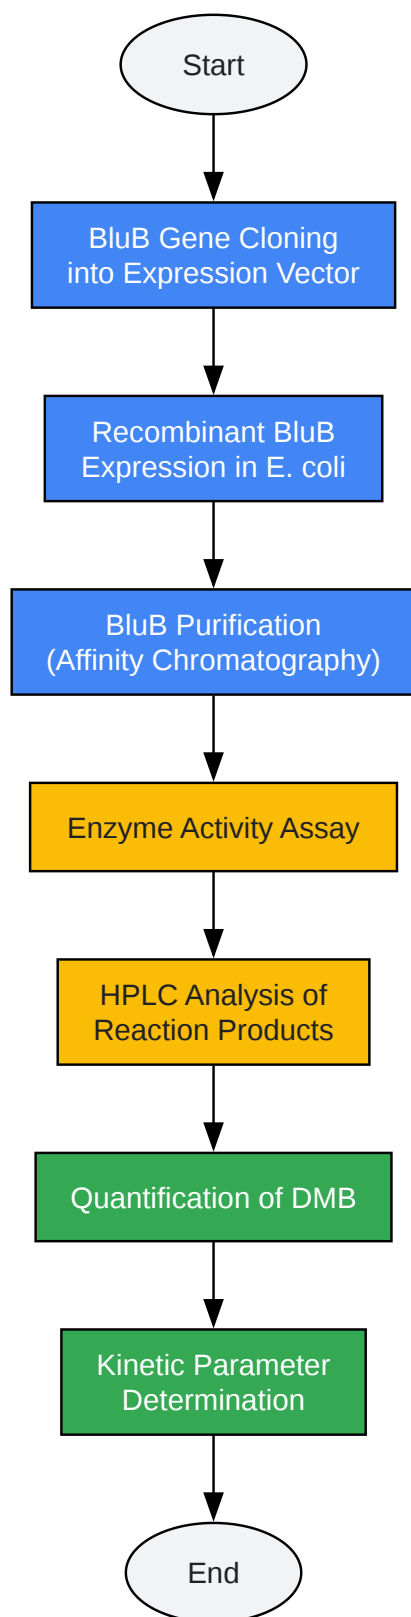 Start
BluB Gene Cloning
into Expression Vector
Recombinant BluB
Expression in E. coli
BluB Purification
(Affinity Chromatography)
Enzyme Activity Assay
HPLC Analysis of
Reaction Products
Quantification of DMB
Kinetic Parameter
Determination
End